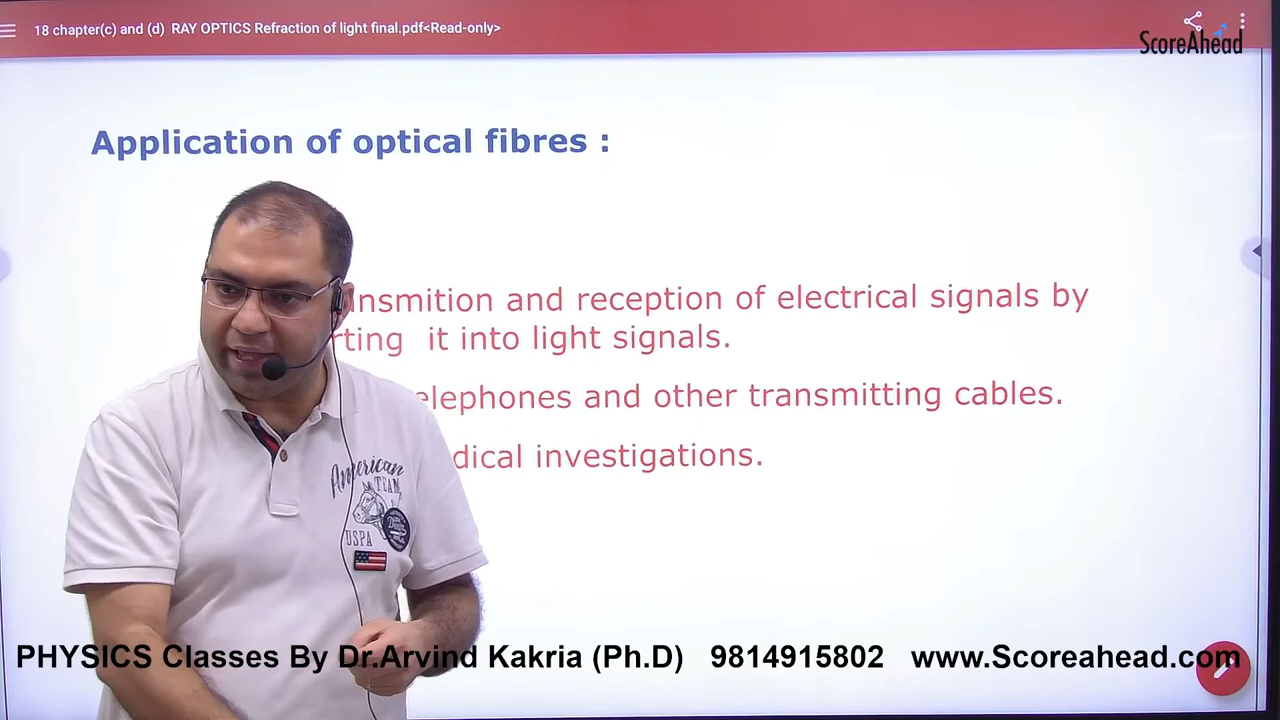 18 chapter(c) and (d) RAY OPTICS Refraction of light final.pdf<Read-only>
ScoreAhead
Application of optical fibres :
nsmition and reception of electrical signals by
rting it into light signals.
elephones and other transmitting cables.
dical investigations.
American
TEAM
USPA
PHYSICS Classes By Dr.Arvind Kakria (Ph.D) 9814915802 www.Scoreahead.com